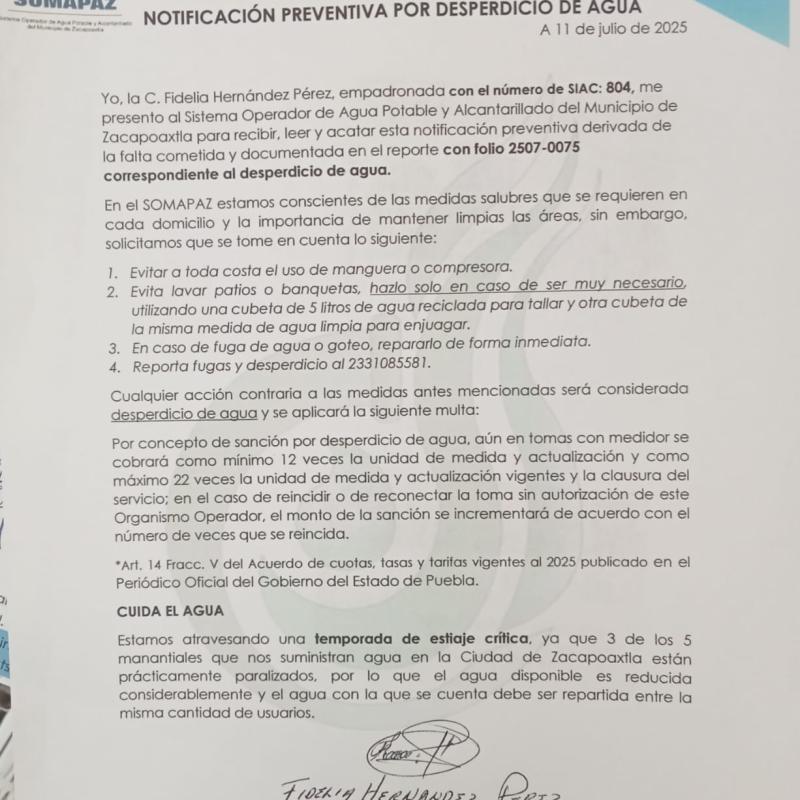 SOMAPAZ
Sistema Operador de Agua Potable y Alcantarillado
del Municipio de Zacapoaxtla
NOTIFICACIÓN PREVENTIVA POR DESPERDICIO DE AGUA
A 11 de julio de 2025
Yo, la C. Fidelia Hernández Pérez, empadronada con el número de SIAC: 804, me
presento al Sistema Operador de Agua Potable y Alcantarillado del Municipio de
Zacapoaxtla para recibir, leer y acatar esta notificación preventiva derivada de
la falta cometida y documentada en el reporte con folio 2507-0075
correspondiente al desperdicio de agua.
En el SOMAPAZ estamos conscientes de las medidas salubres que se requieren en
cada domicilio y la importancia de mantener limpias las áreas, sin embargo,
solicitamos que se tome en cuenta lo siguiente:
1. Evitar a toda costa el uso de manguera o compresora.
2. Evita lavar patios o banquetas, hazlo solo en caso de ser muy necesario,
utilizando una cubeta de 5 litros de agua reciclada para tallar y otra cubeta de
la misma medida de agua limpia para enjuagar.
3. En caso de fuga de agua o goteo, repararlo de forma inmediata.
4. Reporta fugas y desperdicio al 2331085581.
Cualquier acción contraria a las medidas antes mencionadas será considerada
desperdicio de agua y se aplicará la siguiente multa:
Por concepto de sanción por desperdicio de agua, aún en tomas con medidor se
cobrará como mínimo 12 veces la unidad de medida y actualización y como
máximo 22 veces la unidad de medida y actualización vigentes y la clausura del
servicio; en el caso de reincidir o de reconectar la toma sin autorización de este
Organismo Operador, el monto de la sanción se incrementará de acuerdo con el
número de veces que se reincida.
*Art. 14 Fracc. V del Acuerdo de cuotas, tasas y tarifas vigentes al 2025 publicado en el
Periódico Oficial del Gobierno del Estado de Puebla.
CUIDA EL AGUA
Estamos atravesando una temporada de estiaje crítica, ya que 3 de los 5
manantiales que nos suministran agua en la Ciudad de Zacapoaxtla están
prácticamente paralizados, por lo que el agua disponible es reducida
considerablemente y el agua con la que se cuenta debe ser repartida entre la
misma cantidad de usuarios.
FIDELIA HERNANDEZ PEREZ